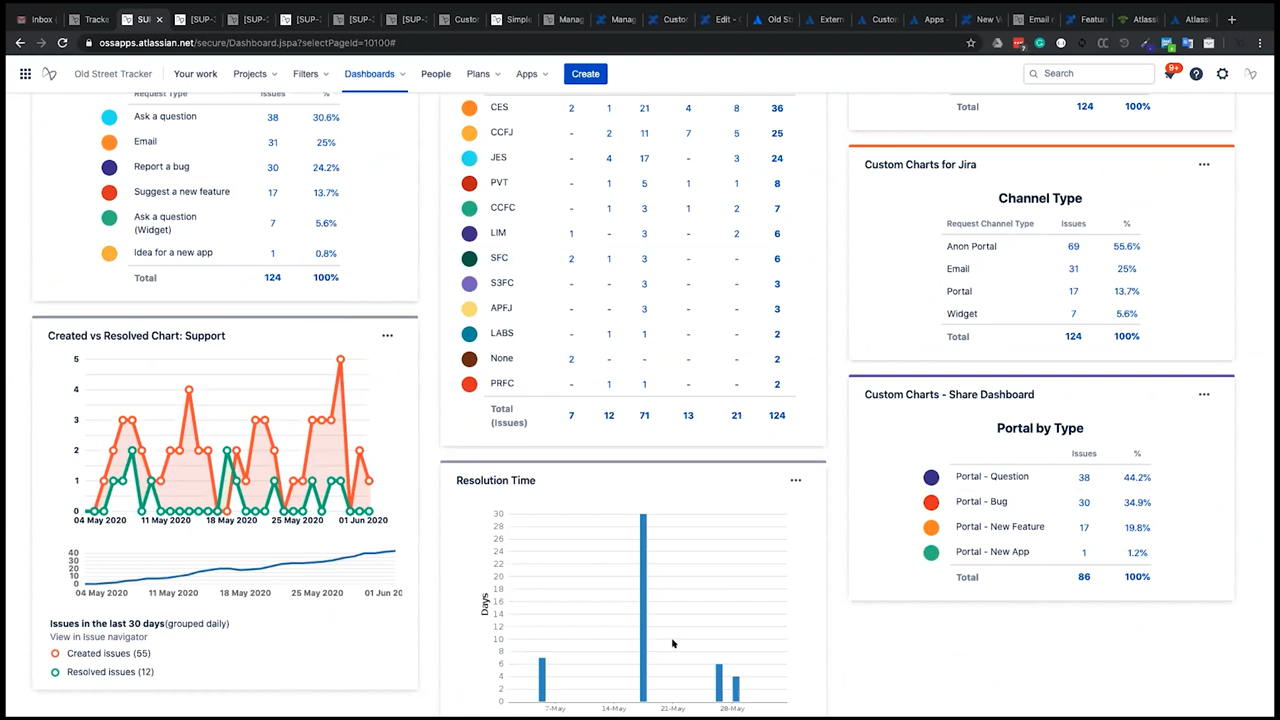 Inbox (
Tracke
SUP
[SUP-
[SUP-
[SUP-
[SUP-
[SUP-
Custor
Simple
Manag
Manag
Custor
Edit -
Old St
Extern
Custor
Apps -
New V
Email r
Featur
Atlassi
Atlassi
ossapps.atlassian.net/secure/Dashboard.jspa?selectPageId=10100#
Old Street Tracker Your work Projects Filters Dashboards People Plans Apps Create Search 9+
Request Type Issues %
Ask a question 38 30.6%
Email 31 25%
Report a bug 30 24.2%
Suggest a new feature 17 13.7%
Ask a question 7 5.6%
(Widget)
Idea for a new app 1 0.8%
Total 124 100%
Created vs Resolved Chart: Support
5
4
3
2
1
0
04 May 2020 11 May 2020 18 May 2020 25 May 2020 01 Jun 2020
40
30
20
10
0
04 May 2020 11 May 2020 18 May 2020 25 May 2020 01 Jun 20
Issues in the last 30 days(grouped daily)
View in Issue navigator
Created issues (55)
Resolved issues (12)
CES 2 1 21 4 8 36
CCFJ - 2 11 7 5 25
JES - 4 17 - 3 24
PVT - 1 5 1 1 8
CCFC - 1 3 1 2 7
LIM 1 - 3 - 2 6
SFC 2 1 3 - - 6
S3FC - - 3 - - 3
APFJ - - 3 - - 3
LABS - 1 1 - - 2
None 2 - - - - 2
PRFC - 1 1 - - 2
Total 7 12 71 13 21 124
(Issues)
Resolution Time
Days
30
28
26
24
22
20
18
16
14
12
10
8
6
4
2
0
7-May 14-May 21-May 28-May
Total 124 100%
Custom Charts for Jira
Channel Type
Request Channel Type Issues %
Anon Portal 69 55.6%
Email 31 25%
Portal 17 13.7%
Widget 7 5.6%
Total 124 100%
Custom Charts - Share Dashboard
Portal by Type
Issues %
Portal - Question 38 44.2%
Portal - Bug 30 34.9%
Portal - New Feature 17 19.8%
Portal - New App 1 1.2%
Total 86 100%